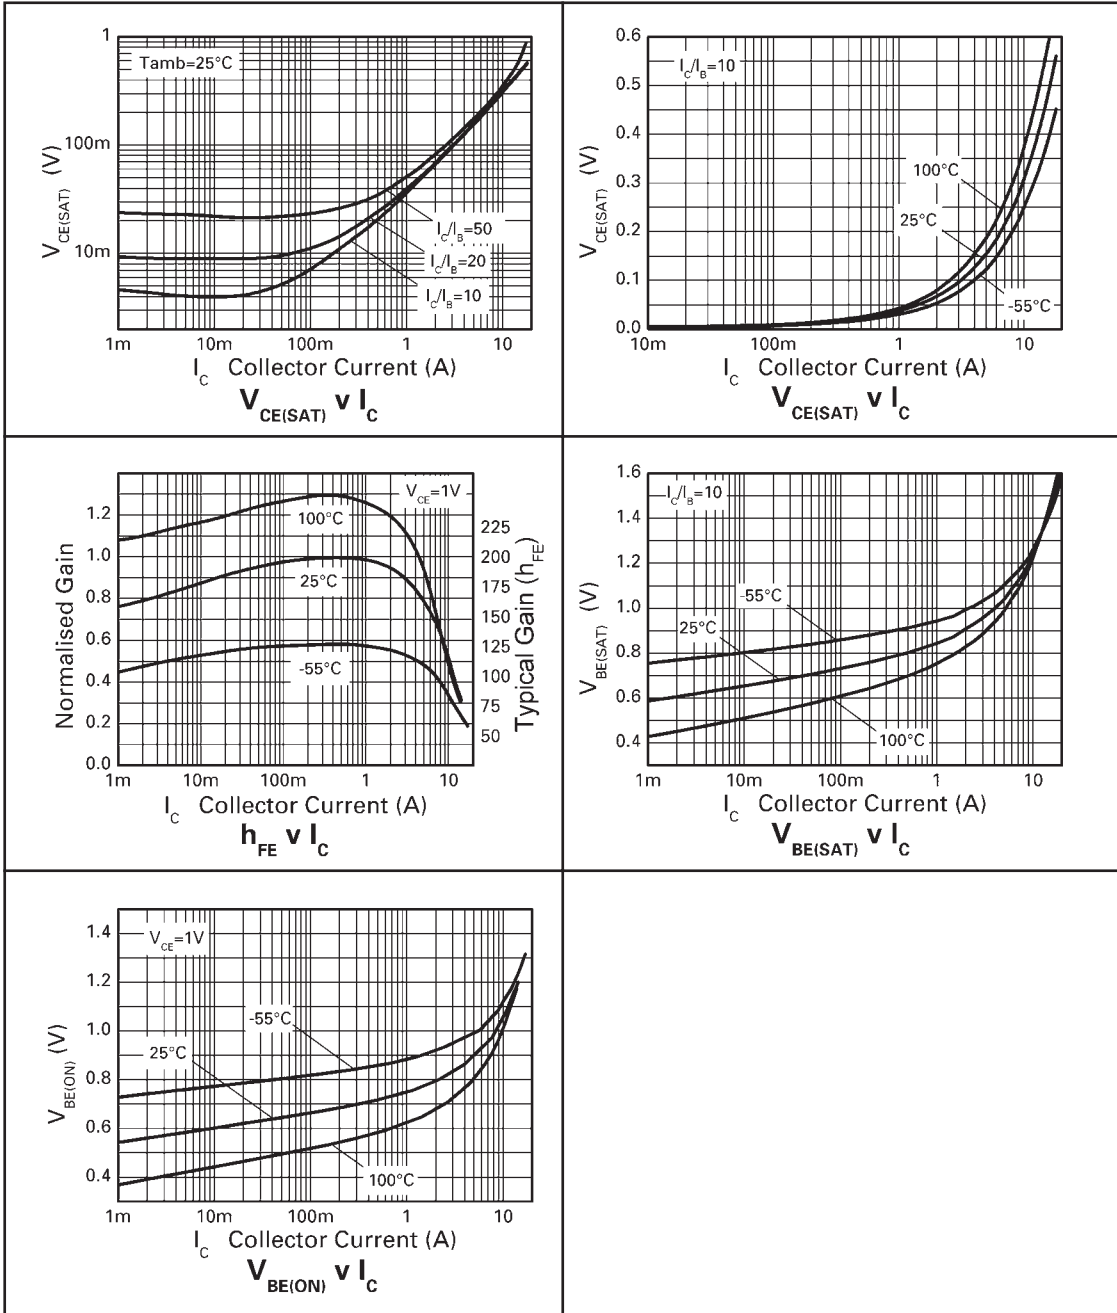 1
100m
10m
V_CE(SAT) (V)
Tamb=25°C
I_C/I_B=50
I_C/I_B=20
I_C/I_B=10
1m 10m 100m 1 10
I_C Collector Current (A)
V_CE(SAT) v I_C
0.6
0.5
0.4
0.3
0.2
0.1
0.0
V_CE(SAT) (V)
I_C/I_B=10
100°C
25°C
-55°C
10m 100m 1 10
I_C Collector Current (A)
V_CE(SAT) v I_C
1.2
1.0
0.8
0.6
0.4
0.2
0.0
Normalised Gain
V_CE=1V
100°C
25°C
-55°C
225
200
175
150
125
100
75
50
Typical Gain (h_FE)
1m 10m 100m 1 10
I_C Collector Current (A)
h_FE v I_C
1.6
1.4
1.2
1.0
0.8
0.6
0.4
V_BE(SAT) (V)
I_C/I_B=10
-55°C
25°C
100°C
1m 10m 100m 1 10
I_C Collector Current (A)
V_BE(SAT) v I_C
1.4
1.2
1.0
0.8
0.6
0.4
V_BE(ON) (V)
V_CE=1V
-55°C
25°C
100°C
1m 10m 100m 1 10
I_C Collector Current (A)
V_BE(ON) v I_C